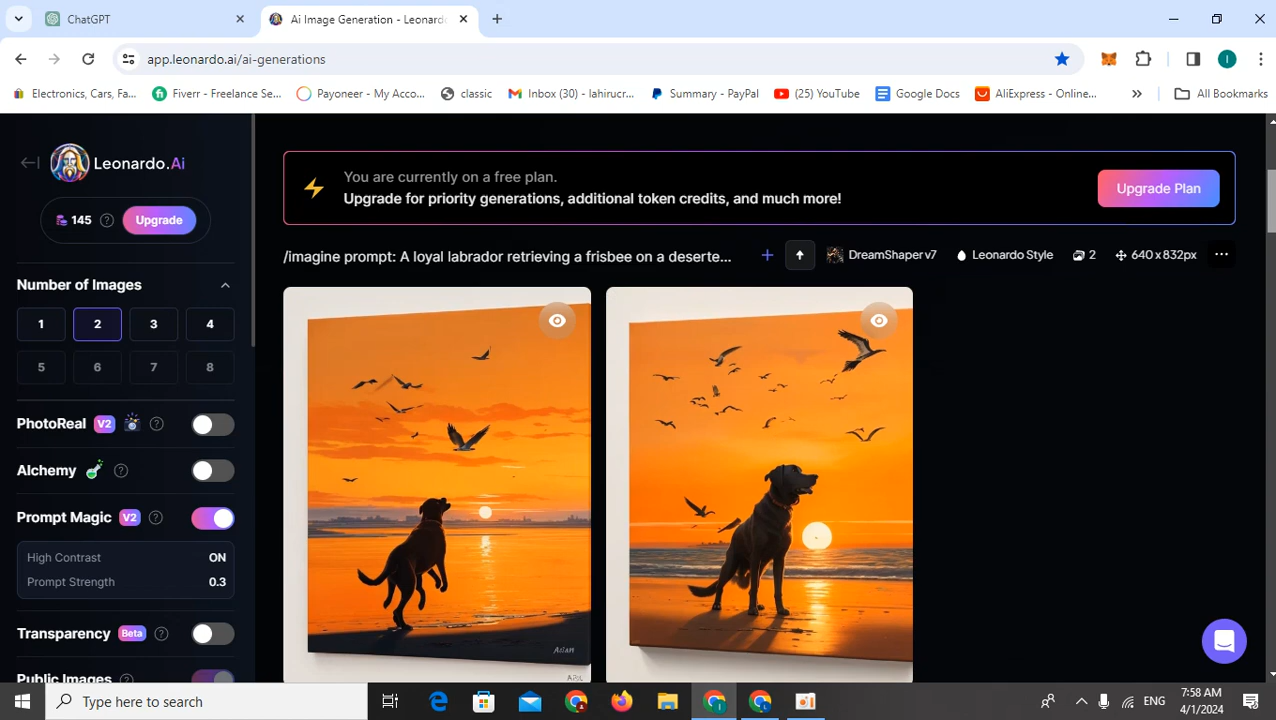 ChatGPT
Ai Image Generation - Leonardo
app.leonardo.ai/ai-generations
Electronics, Cars, Fa...
Fiverr - Freelance Se...
Payoneer - My Acco...
classic
Inbox (30) - lahirucr...
Summary - PayPal
(25) YouTube
Google Docs
AliExpress - Online...
All Bookmarks
Leonardo.Ai
145
Upgrade
Number of Images
1 2 3 4
5 6 7 8
PhotoReal V2
Alchemy
Prompt Magic V2
High Contrast ON
Prompt Strength 0.3
Transparency Beta
Public Images
You are currently on a free plan.
Upgrade for priority generations, additional token credits, and much more!
Upgrade Plan
/imagine prompt: A loyal labrador retrieving a frisbee on a deserte...
DreamShaper v7
Leonardo Style
2
640 x 832px
Type here to search
ENG
7:58 AM
4/1/2024